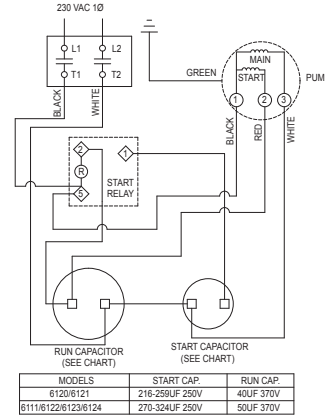 230 VAC 1Ø
L1
L2
T1
T2
BLACK
WHITE
GREEN
MAIN
START
PUM
1
2
3
BLACK
RED
WHITE
2
1
R
START
RELAY
5
RUN CAPACITOR
(SEE CHART)
START CAPACITOR
(SEE CHART)
MODELS START CAP. RUN CAP.
6120/6121 216-259UF 250V 40UF 370V
6111/6122/6123/6124 270-324UF 250V 50UF 370V